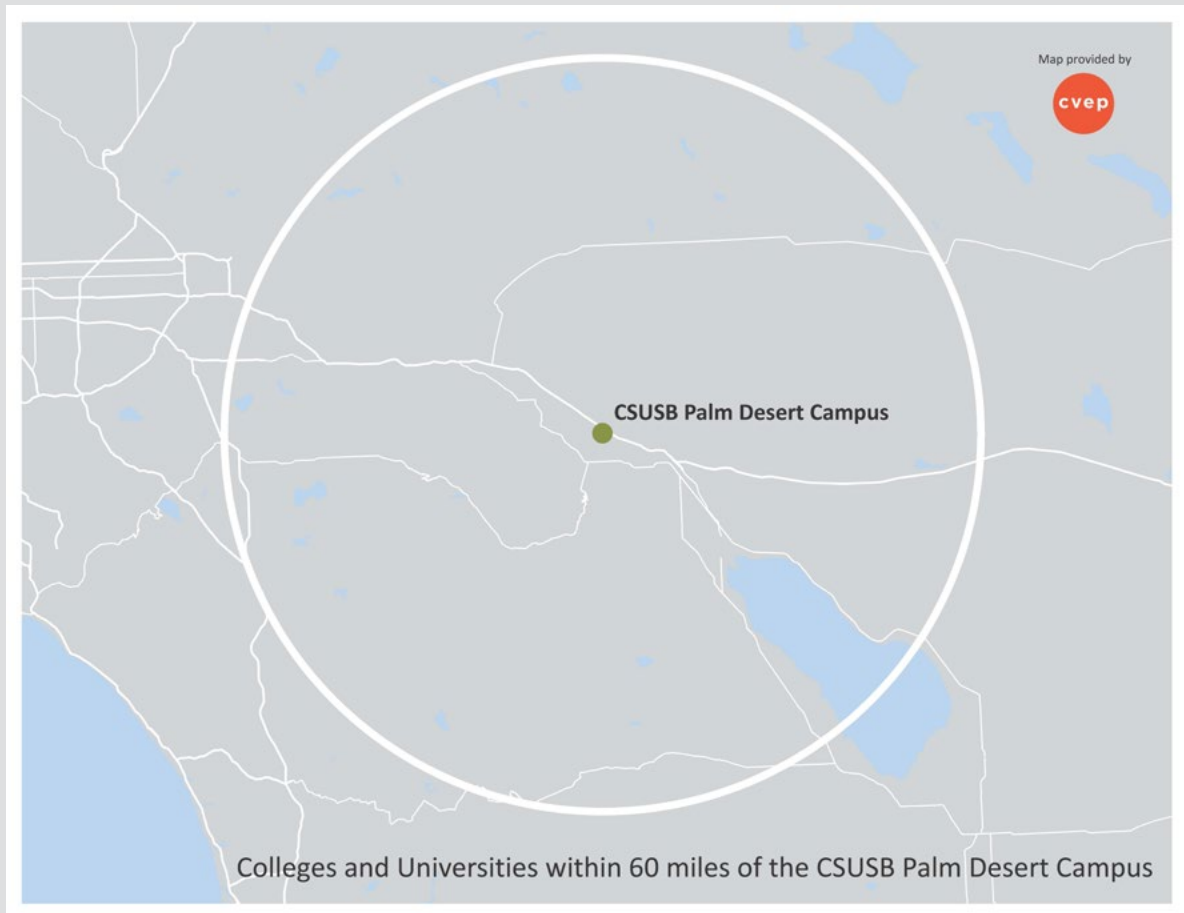 Map provided by
cvep
CSUSB Palm Desert Campus
Colleges and Universities within 60 miles of the CSUSB Palm Desert Campus